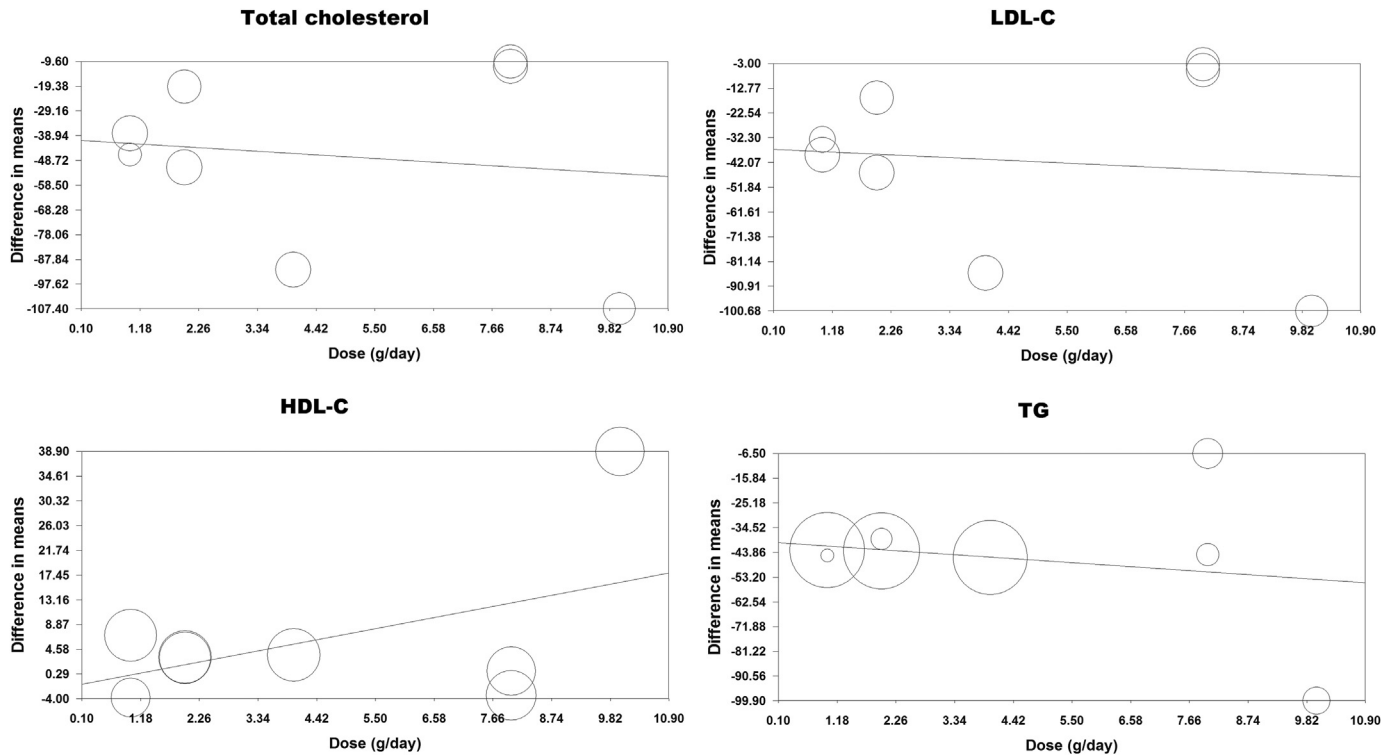 Total cholesterol
Difference in means
-9.60
-19.38
-29.16
-38.94
-48.72
-58.50
-68.28
-78.06
-87.84
-97.62
-107.40
0.10 1.18 2.26 3.34 4.42 5.50 6.58 7.66 8.74 9.82 10.90
Dose (g/day)
LDL-C
Difference in means
-3.00
-12.77
-22.54
-32.30
-42.07
-51.84
-61.61
-71.38
-81.14
-90.91
-100.68
0.10 1.18 2.26 3.34 4.42 5.50 6.58 7.66 8.74 9.82 10.90
Dose (g/day)
HDL-C
Difference in means
38.90
34.61
30.32
26.03
21.74
17.45
13.16
8.87
4.58
0.29
-4.00
0.10 1.18 2.26 3.34 4.42 5.50 6.58 7.66 8.74 9.82 10.90
Dose (g/day)
TG
Difference in means
-6.50
-15.84
-25.18
-34.52
-43.86
-53.20
-62.54
-71.88
-81.22
-90.56
-99.90
0.10 1.18 2.26 3.34 4.42 5.50 6.58 7.66 8.74 9.82 10.90
Dose (g/day)